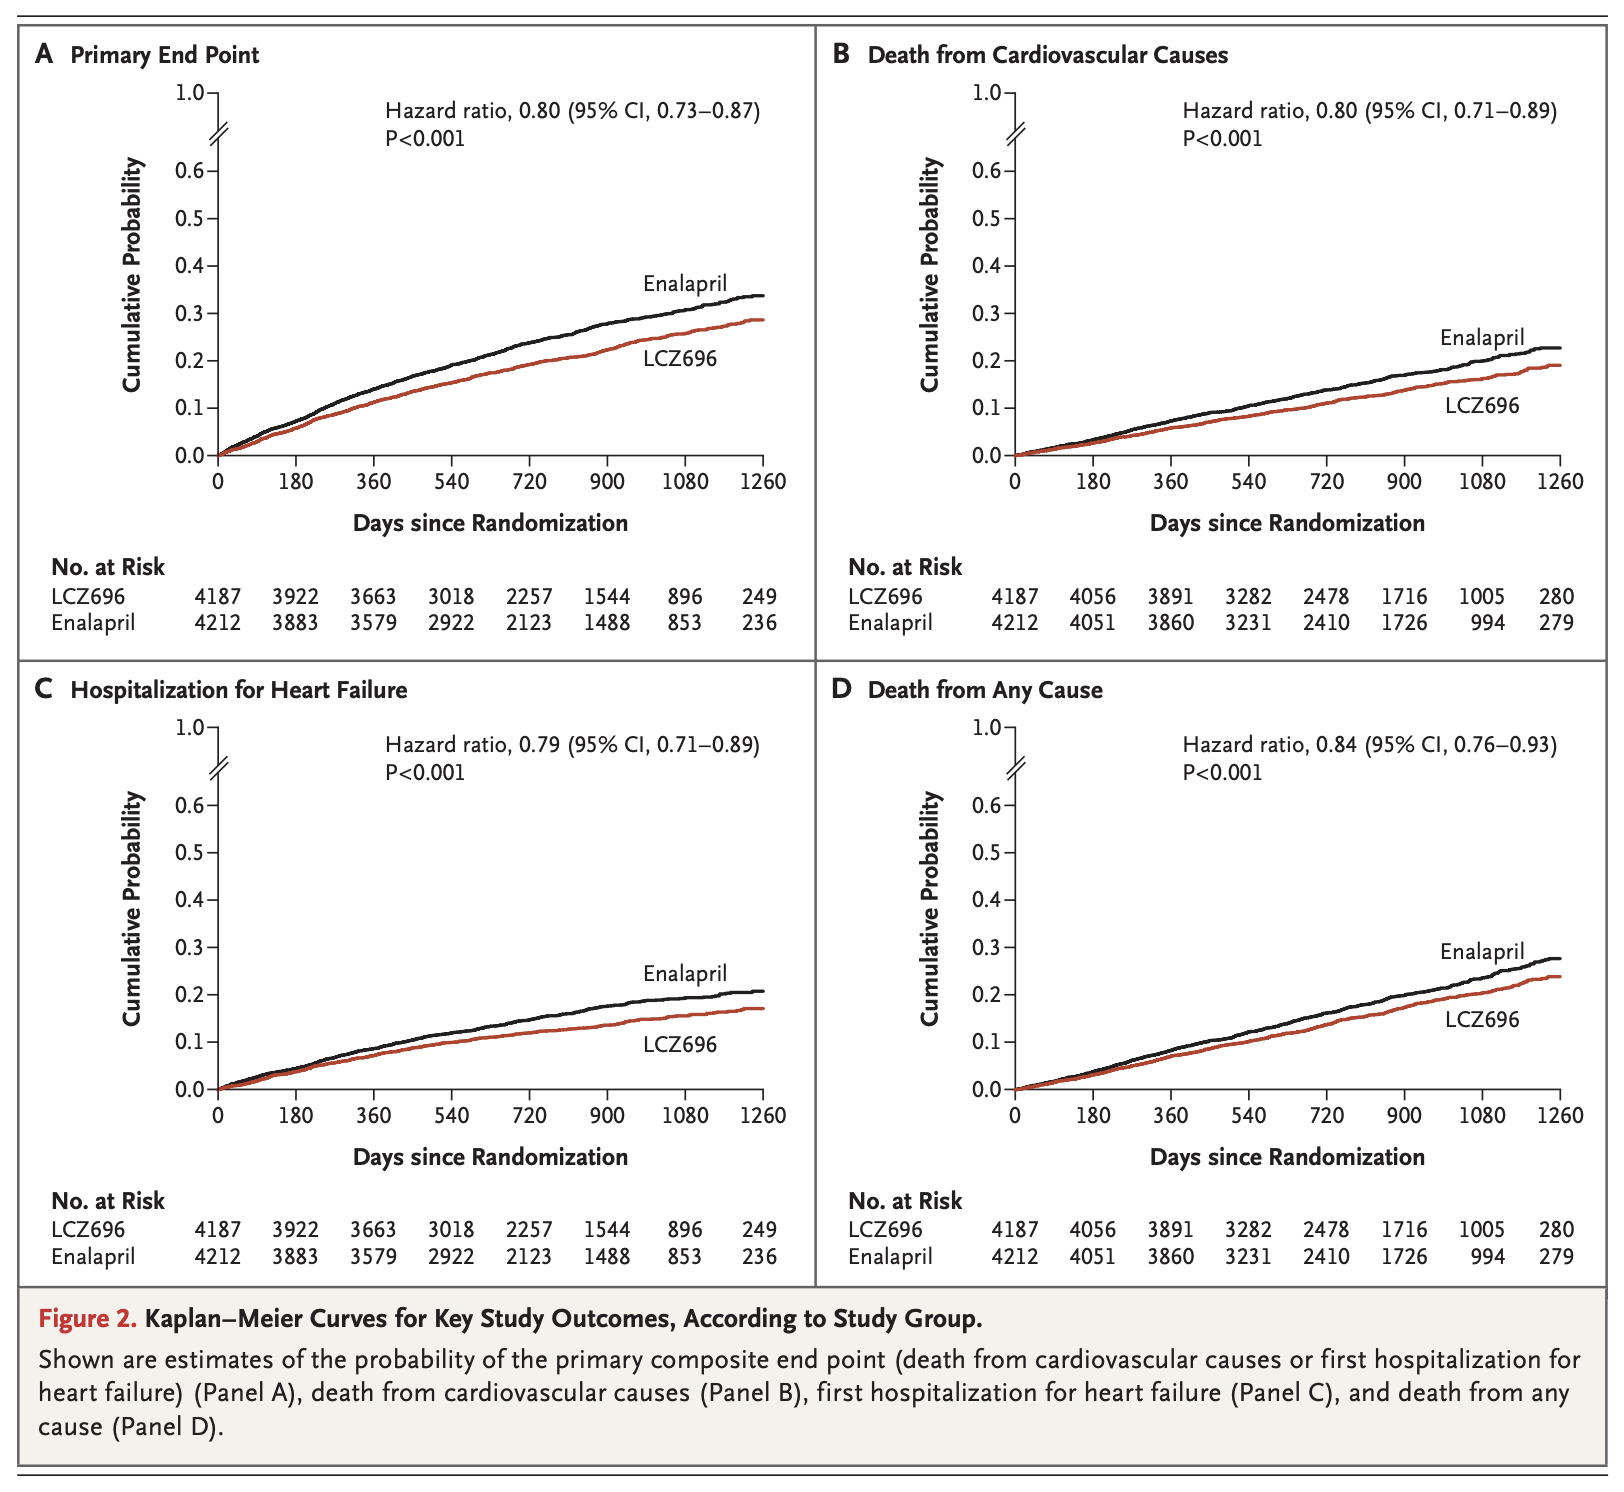 A Primary End Point
1.0
0.6
0.5
0.4
0.3
0.2
0.1
0.0
Cumulative Probability
Hazard ratio, 0.80 (95% CI, 0.73–0.87)
P<0.001
Enalapril
LCZ696
0 180 360 540 720 900 1080 1260
Days since Randomization
No. at Risk
LCZ696 4187 3922 3663 3018 2257 1544 896 249
Enalapril 4212 3883 3579 2922 2123 1488 853 236
B Death from Cardiovascular Causes
1.0
0.6
0.5
0.4
0.3
0.2
0.1
0.0
Cumulative Probability
Hazard ratio, 0.80 (95% CI, 0.71–0.89)
P<0.001
Enalapril
LCZ696
0 180 360 540 720 900 1080 1260
Days since Randomization
No. at Risk
LCZ696 4187 4056 3891 3282 2478 1716 1005 280
Enalapril 4212 4051 3860 3231 2410 1726 994 279
C Hospitalization for Heart Failure
1.0
0.6
0.5
0.4
0.3
0.2
0.1
0.0
Cumulative Probability
Hazard ratio, 0.79 (95% CI, 0.71–0.89)
P<0.001
Enalapril
LCZ696
0 180 360 540 720 900 1080 1260
Days since Randomization
No. at Risk
LCZ696 4187 3922 3663 3018 2257 1544 896 249
Enalapril 4212 3883 3579 2922 2123 1488 853 236
D Death from Any Cause
1.0
0.6
0.5
0.4
0.3
0.2
0.1
0.0
Cumulative Probability
Hazard ratio, 0.84 (95% CI, 0.76–0.93)
P<0.001
Enalapril
LCZ696
0 180 360 540 720 900 1080 1260
Days since Randomization
No. at Risk
LCZ696 4187 4056 3891 3282 2478 1716 1005 280
Enalapril 4212 4051 3860 3231 2410 1726 994 279
Figure 2. Kaplan–Meier Curves for Key Study Outcomes, According to Study Group.
Shown are estimates of the probability of the primary composite end point (death from cardiovascular causes or first hospitalization for
heart failure) (Panel A), death from cardiovascular causes (Panel B), first hospitalization for heart failure (Panel C), and death from any
cause (Panel D).